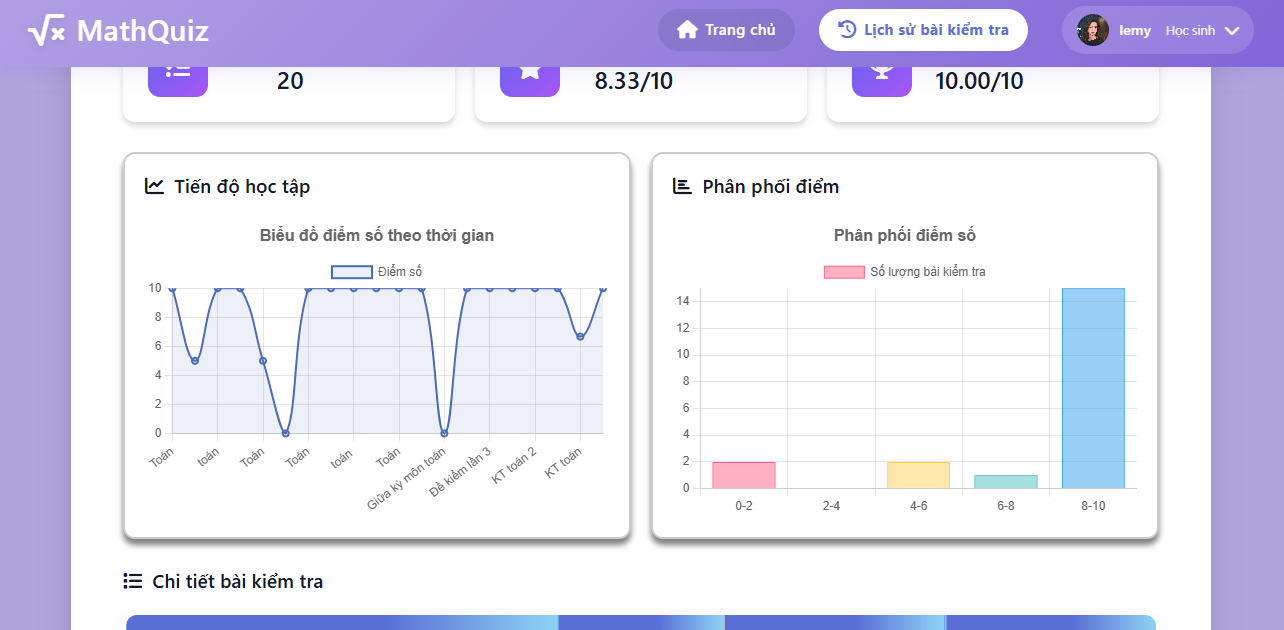 MathQuiz
Trang chủ
Lịch sử bài kiểm tra
lemy Học sinh
20
8.33/10
10.00/10
Tiến độ học tập
Biểu đồ điểm số theo thời gian
Điểm số
10
8
6
4
2
0
Toán
toán
Toán
Toán
toán
Toán
Giữa kỳ môn toán
Đề kiểm lần 3
KT toán 2
KT toán
Phân phối điểm
Phân phối điểm số
Số lượng bài kiểm tra
14
12
10
8
6
4
2
0
0-2
2-4
4-6
6-8
8-10
Chi tiết bài kiểm tra